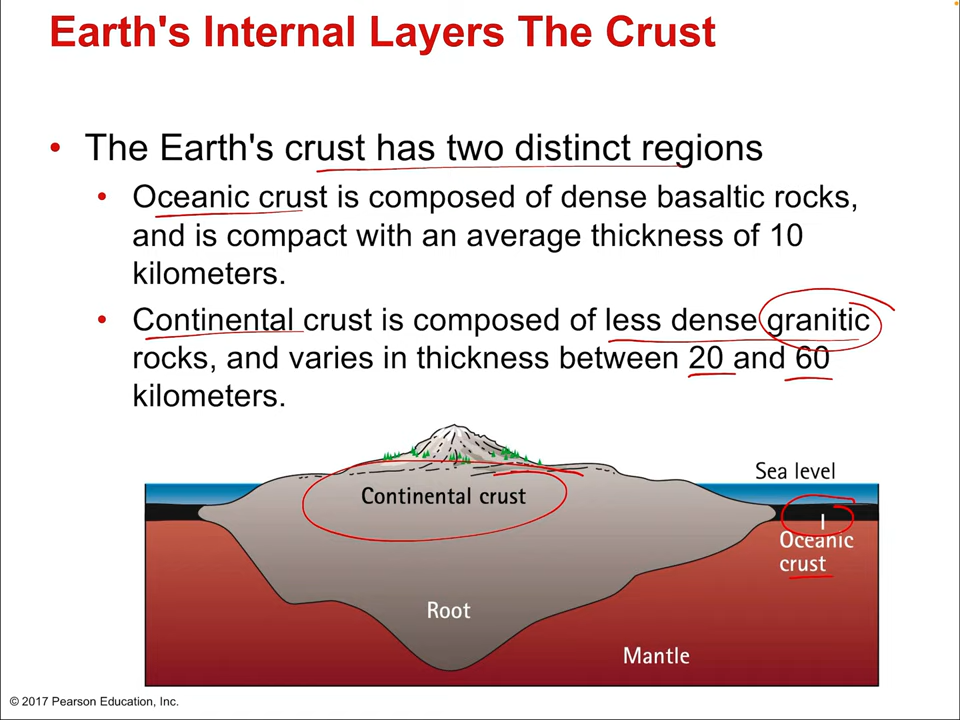 Earth's Internal Layers The Crust
• The Earth's crust has two distinct regions
• Oceanic crust is composed of dense basaltic rocks,
and is compact with an average thickness of 10
kilometers.
• Continental crust is composed of less dense granitic
rocks, and varies in thickness between 20 and 60
kilometers.
Sea level
Continental crust
Oceanic
crust
Root
Mantle
© 2017 Pearson Education, Inc.